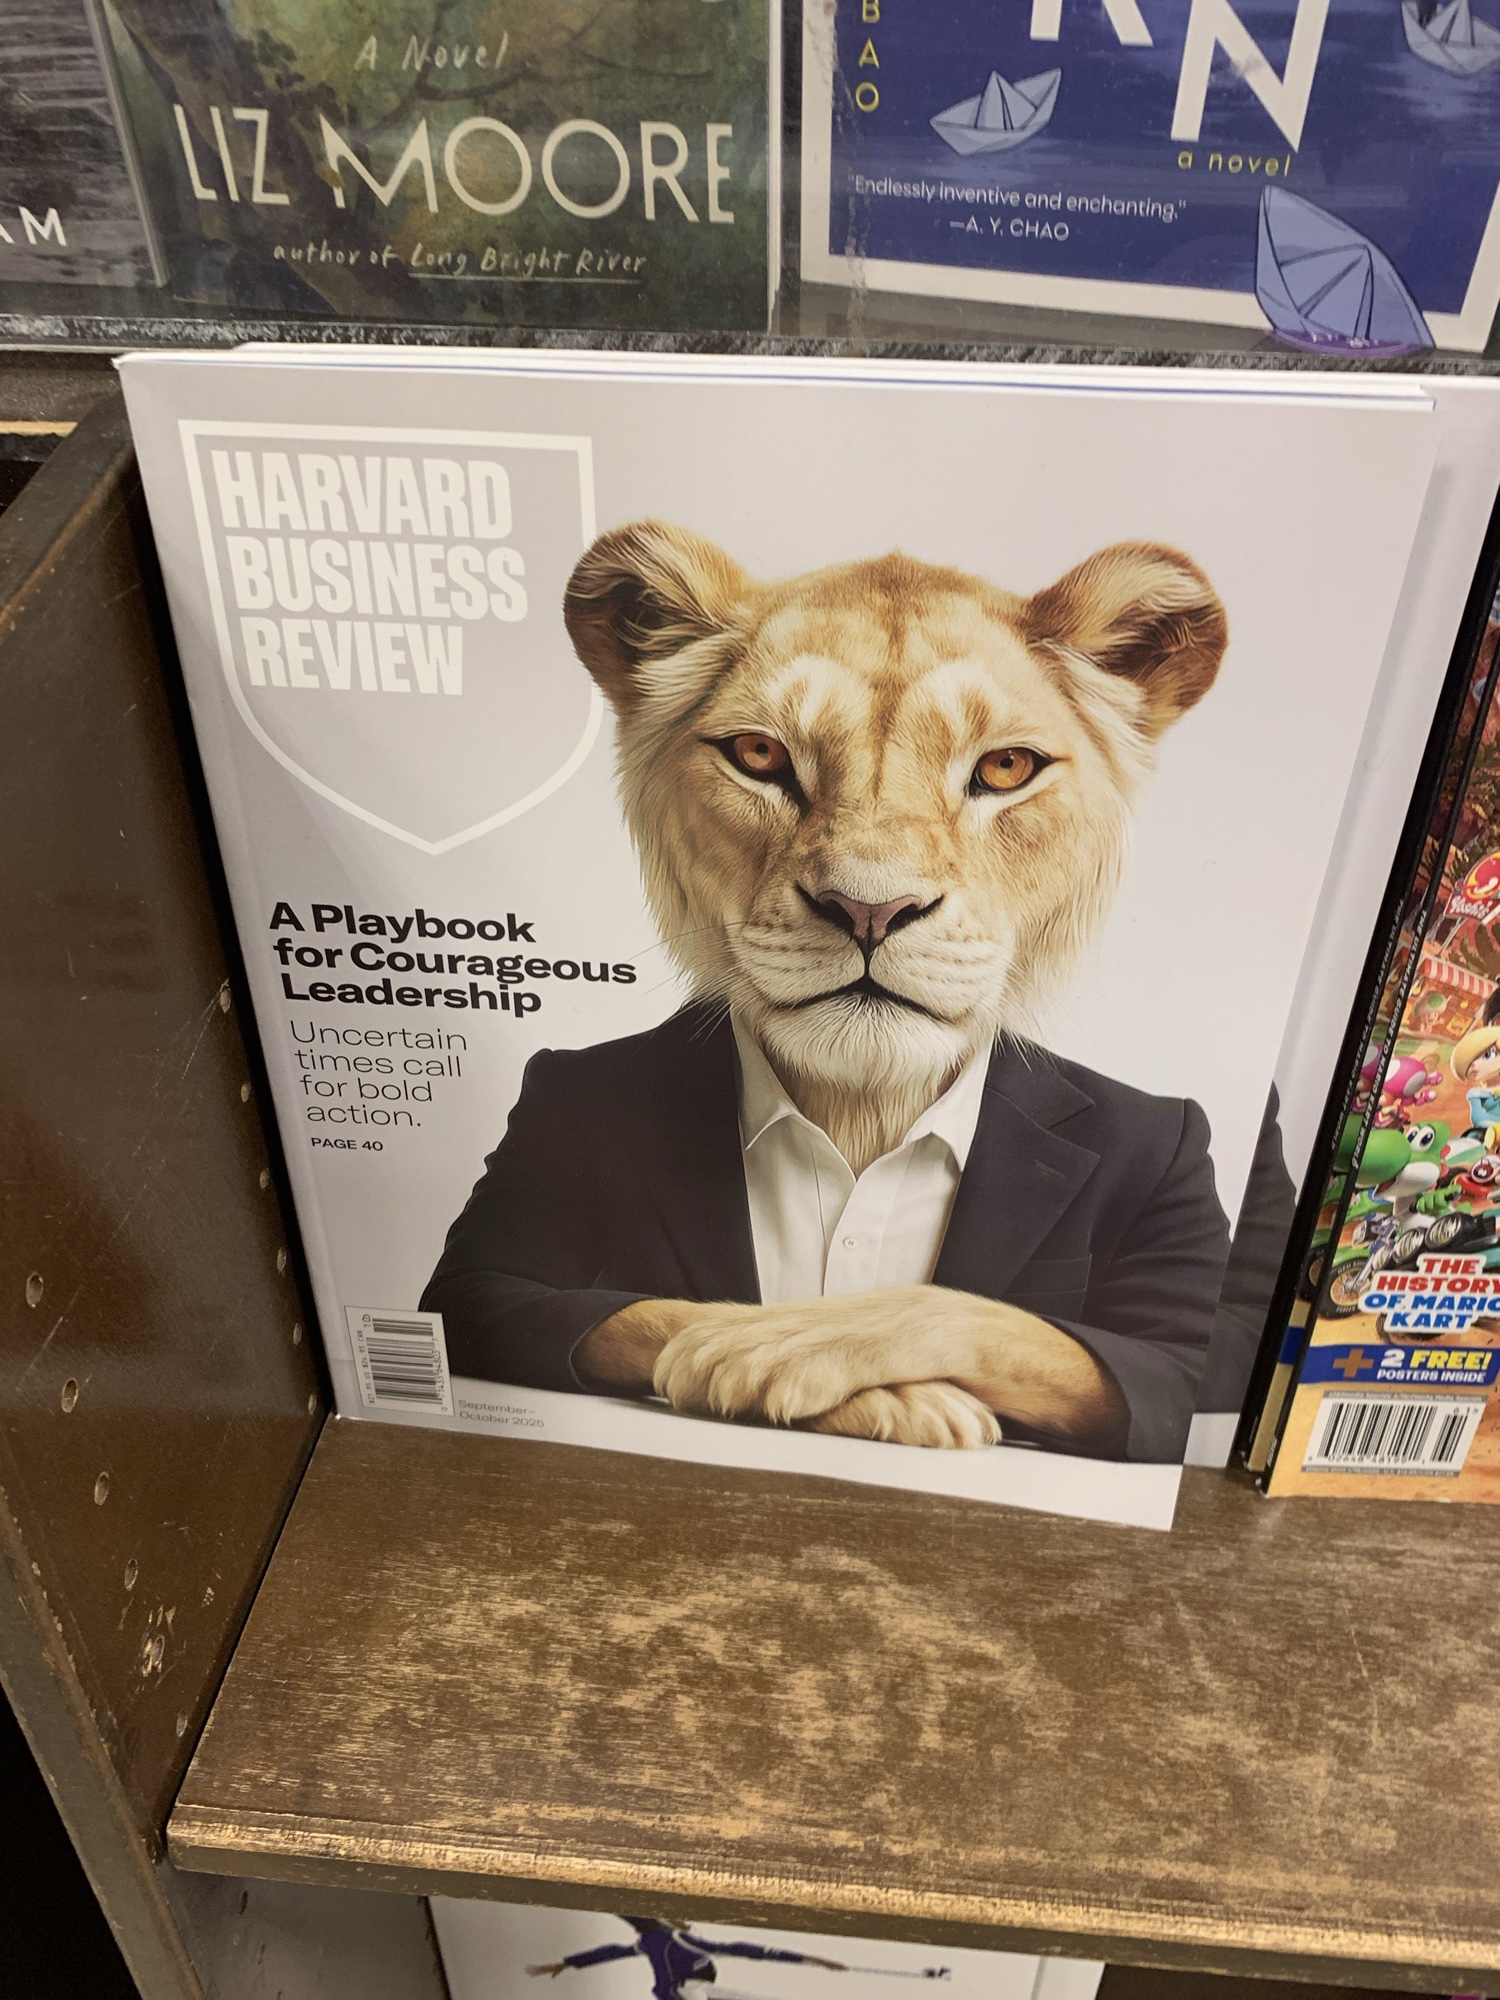 A Novel
LIZ MOORE
author of Long Bright River
AM
BAO
N
a novel
"Endlessly inventive and enchanting."
—A. Y. CHAO
HARVARD
BUSINESS
REVIEW
A Playbook
for Courageous
Leadership
Uncertain
times call
for bold
action.
PAGE 40
September–
October 2025
THE
HISTORY
OF MARIO
KART
+ 2 FREE!
POSTERS INSIDE